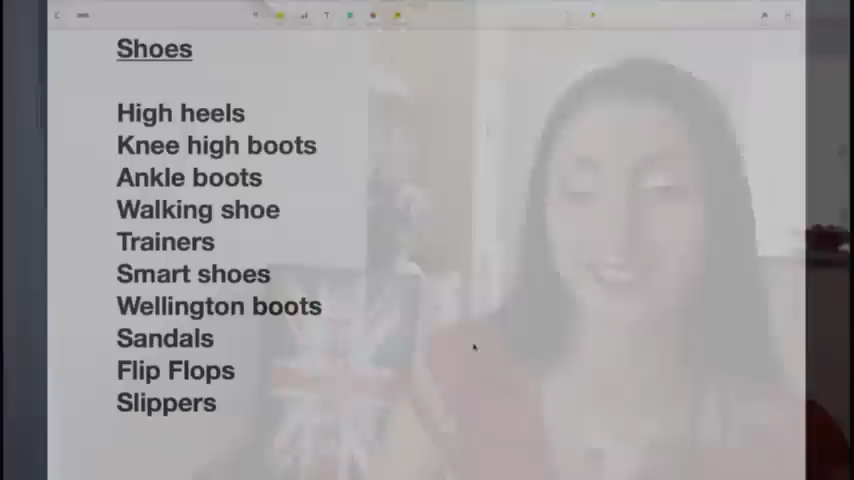 Shoes
High heels
Knee high boots
Ankle boots
Walking shoe
Trainers
Smart shoes
Wellington boots
Sandals
Flip Flops
Slippers